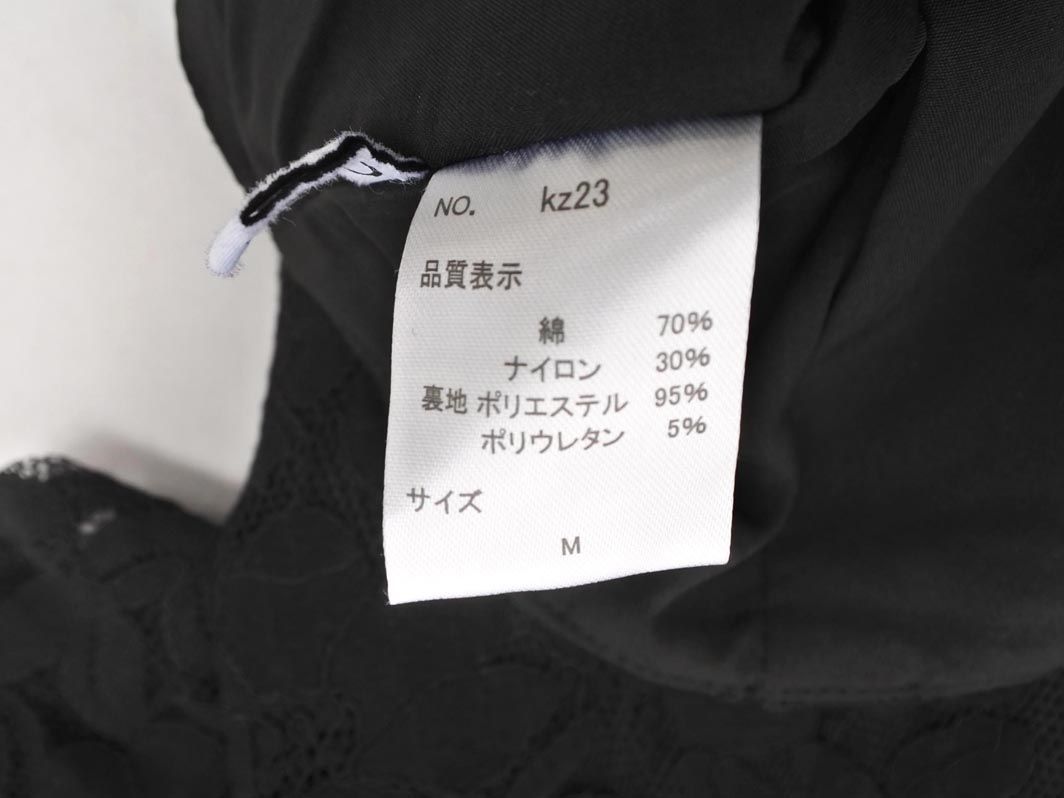 NO. kz23
品質表示
綿 70%
ナイロン 30%
裏地 ポリエステル 95%
ポリウレタン 5%
サイズ
M